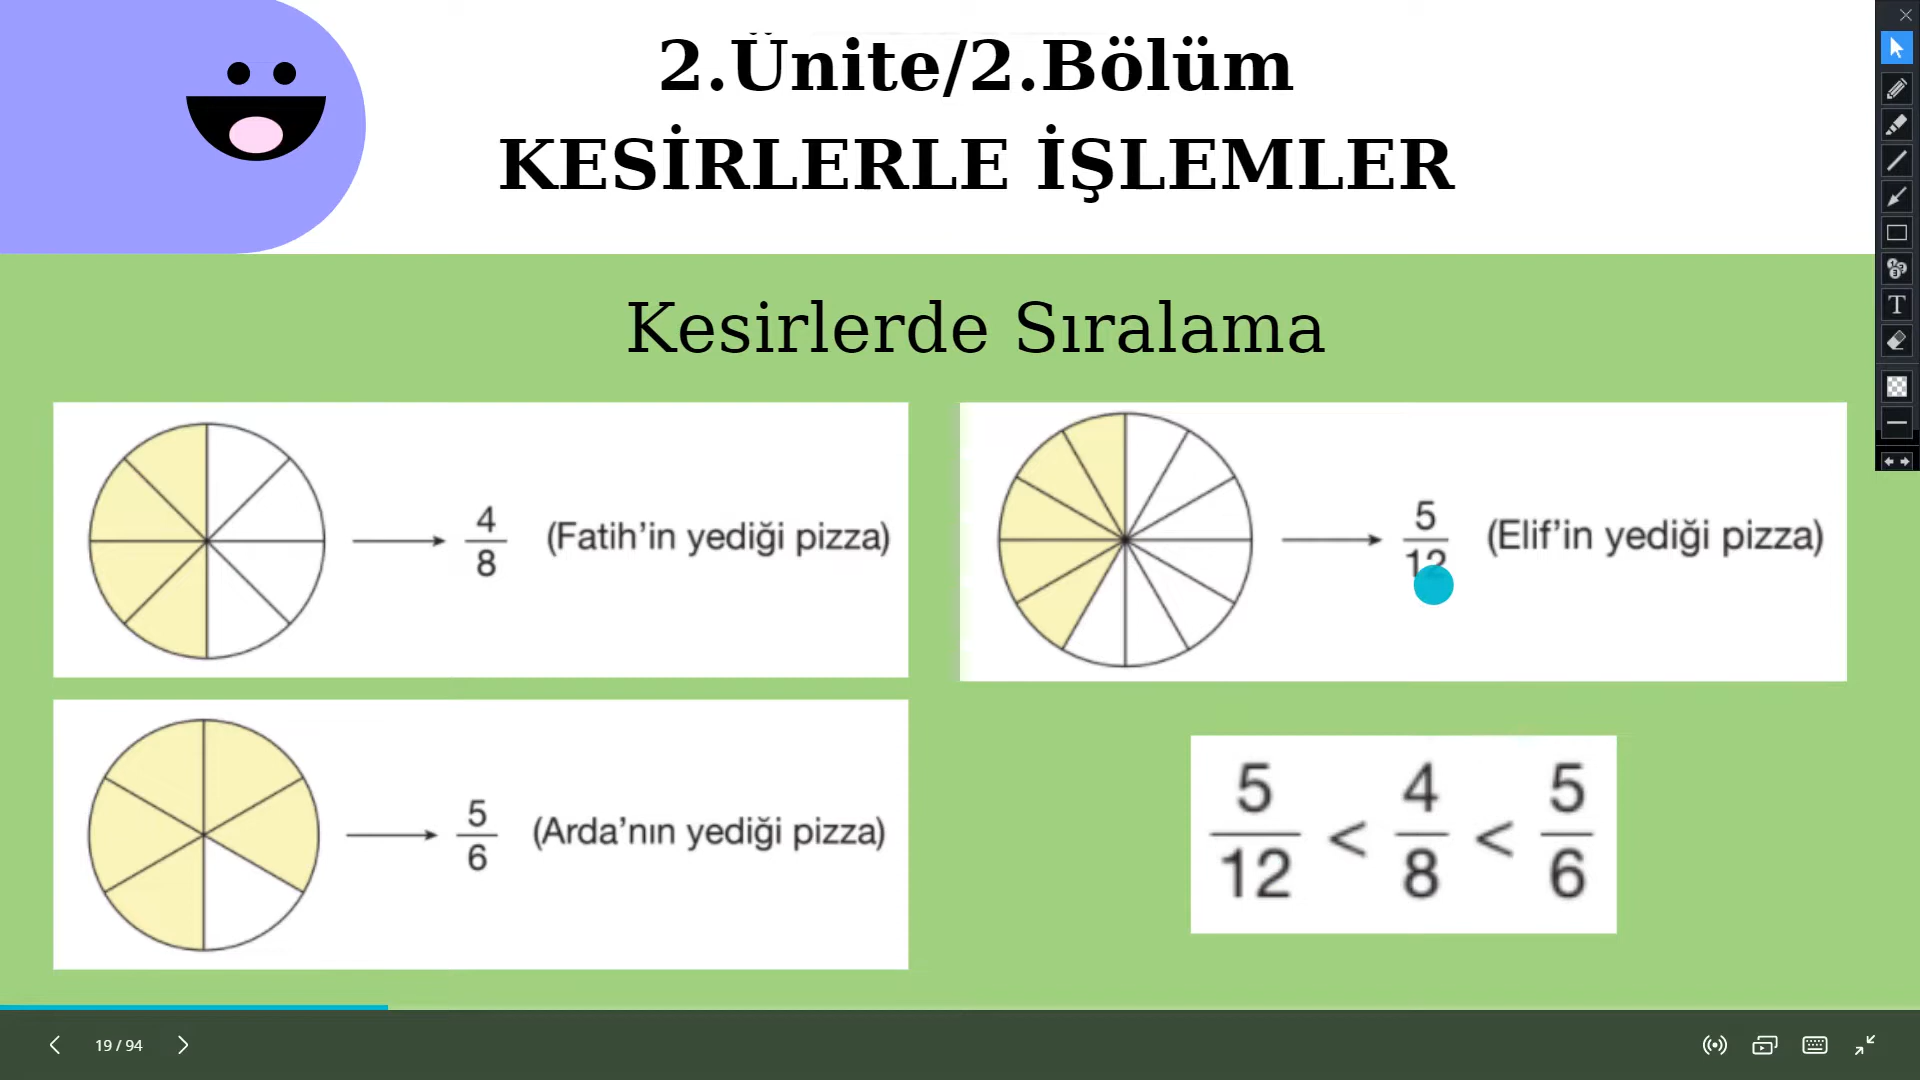 2.Ünite/2.Bölüm
KESİRLERLE İŞLEMLER
Kesirlerde Sıralama
4/8 (Fatih'in yediği pizza)
5/12 (Elif'in yediği pizza)
5/6 (Arda'nın yediği pizza)
5/12 < 4/8 < 5/6
19 / 94
T